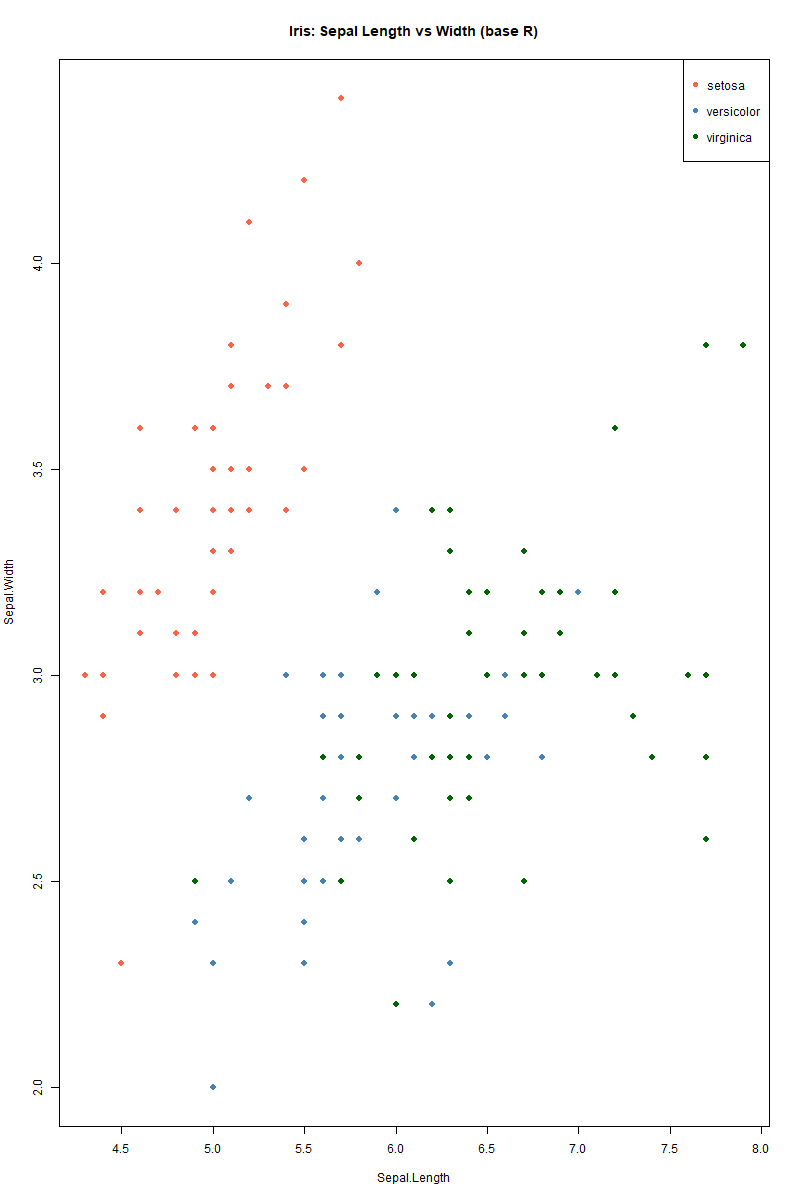 Iris: Sepal Length vs Width (base R)
setosa
versicolor
virginica
4.0
3.5
3.0
2.5
2.0
Sepal.Width
4.5 5.0 5.5 6.0 6.5 7.0 7.5 8.0
Sepal.Length